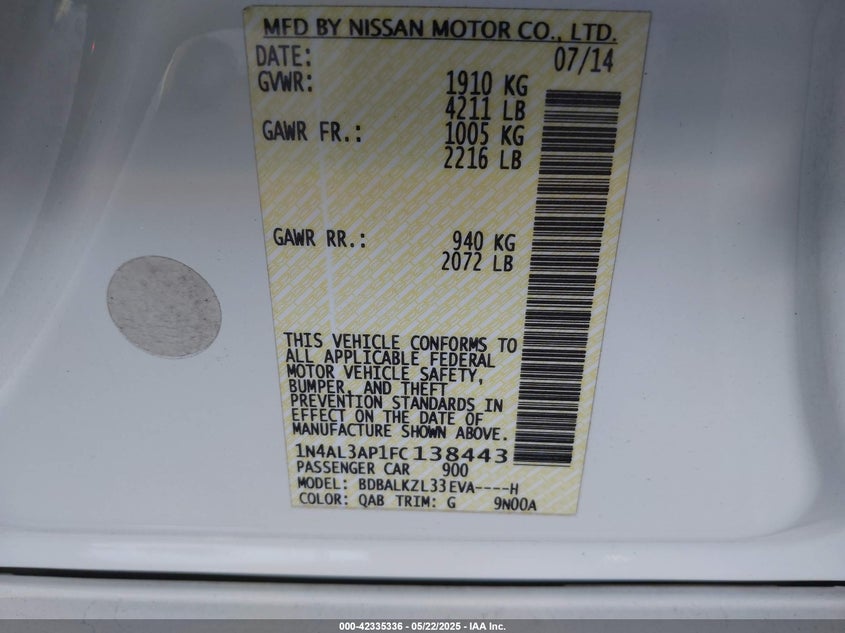 MFD BY NISSAN MOTOR CO., LTD.
DATE: 07/14
GVWR: 1910 KG
4211 LB
GAWR FR.: 1005 KG
2216 LB
GAWR RR.: 940 KG
2072 LB
THIS VEHICLE CONFORMS TO
ALL APPLICABLE FEDERAL
MOTOR VEHICLE SAFETY,
BUMPER, AND THEFT
PREVENTION STANDARDS IN
EFFECT ON THE DATE OF
MANUFACTURE SHOWN ABOVE.
1N4AL3AP1FC138443
PASSENGER CAR 900
MODEL: BDBALKZL33EVA----H
COLOR: QAB TRIM: G 9N00A
000-42335336 - 05/22/2025 - IAA Inc.